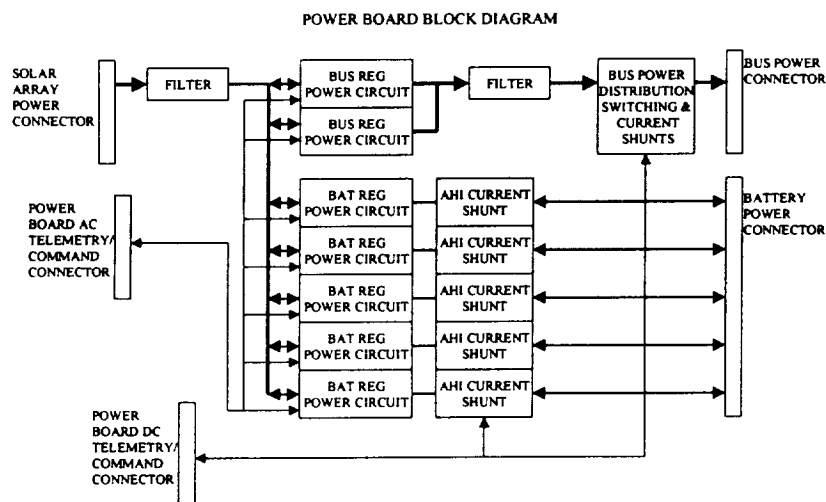 POWER BOARD BLOCK DIAGRAM
SOLAR
ARRAY
POWER
CONNECTOR
FILTER
BUS REG
POWER CIRCUIT
BUS REG
POWER CIRCUIT
FILTER
BUS POWER
DISTRIBUTION
SWITCHING &
CURRENT
SHUNTS
BUS POWER
CONNECTOR
POWER
BOARD AC
TELEMETRY/
COMMAND
CONNECTOR
BAT REG
POWER CIRCUIT
AHI CURRENT
SHUNT
BAT REG
POWER CIRCUIT
AHI CURRENT
SHUNT
BAT REG
POWER CIRCUIT
AHI CURRENT
SHUNT
BAT REG
POWER CIRCUIT
AHI CURRENT
SHUNT
BAT REG
POWER CIRCUIT
AHI CURRENT
SHUNT
BATTERY
POWER
CONNECTOR
POWER
BOARD DC
TELEMETRY/
COMMAND
CONNECTOR